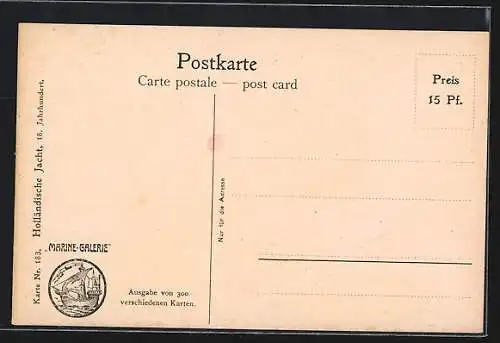 Postkarte
Carte postale — post card
Preis
15 Pf.
Karte Nr. 183. Holländische Jacht, 18. Jahrhundert.
Nur für die Adresse
„MARINE-GALERIE"
Ausgabe von 300
verschiedenen Karten.